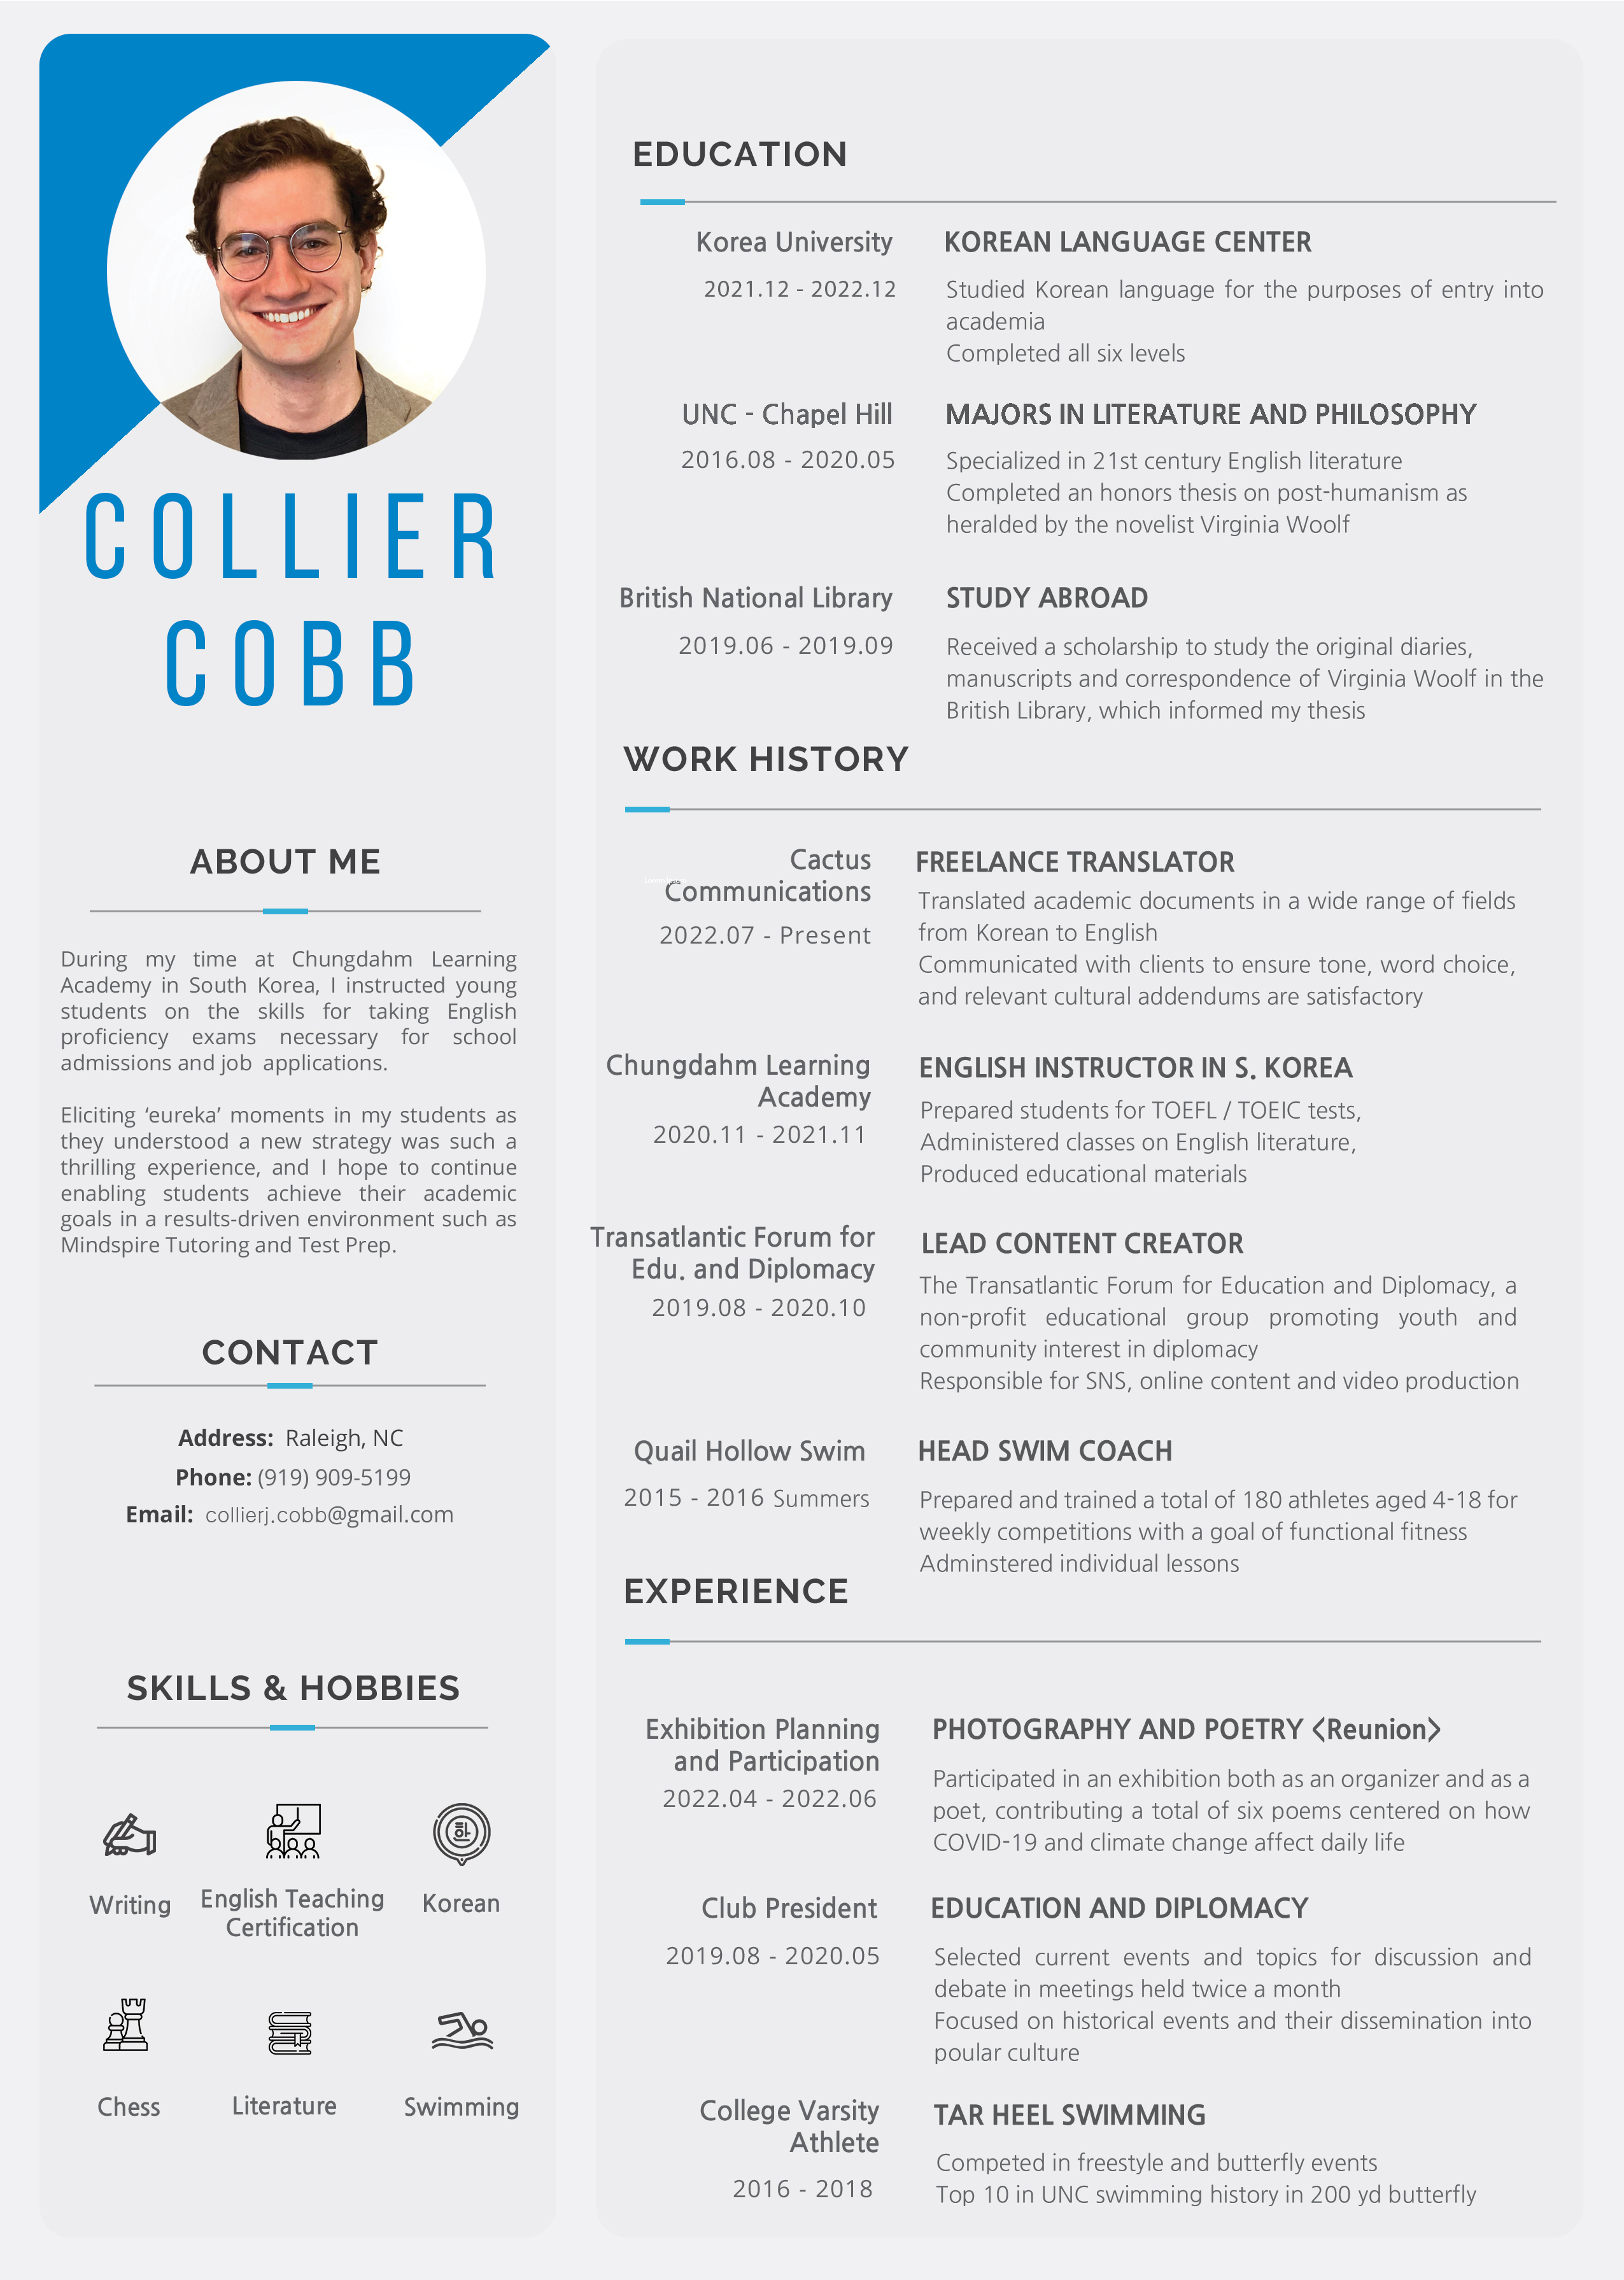 COLLIER
COBB
ABOUT ME
During my time at Chungdahm Learning
Academy in South Korea, I instructed young
students on the skills for taking English
proficiency exams necessary for school
admissions and job applications.
Eliciting ‘eureka’ moments in my students as
they understood a new strategy was such a
thrilling experience, and I hope to continue
enabling students achieve their academic
goals in a results-driven environment such as
Mindspire Tutoring and Test Prep.
CONTACT
Address: Raleigh, NC
Phone: (919) 909-5199
Email: collierj.cobb@gmail.com
SKILLS & HOBBIES
하
Writing
English Teaching
Certification
Korean
Chess
Literature
Swimming
EDUCATION
Korea University
2021.12 - 2022.12
KOREAN LANGUAGE CENTER
Studied Korean language for the purposes of entry into
academia
Completed all six levels
UNC - Chapel Hill
2016.08 - 2020.05
MAJORS IN LITERATURE AND PHILOSOPHY
Specialized in 21st century English literature
Completed an honors thesis on post-humanism as
heralded by the novelist Virginia Woolf
British National Library
2019.06 - 2019.09
STUDY ABROAD
Received a scholarship to study the original diaries,
manuscripts and correspondence of Virginia Woolf in the
British Library, which informed my thesis
WORK HISTORY
Cactus
Communications
2022.07 - Present
FREELANCE TRANSLATOR
Translated academic documents in a wide range of fields
from Korean to English
Communicated with clients to ensure tone, word choice,
and relevant cultural addendums are satisfactory
Chungdahm Learning
Academy
2020.11 - 2021.11
ENGLISH INSTRUCTOR IN S. KOREA
Prepared students for TOEFL / TOEIC tests,
Administered classes on English literature,
Produced educational materials
Transatlantic Forum for
Edu. and Diplomacy
2019.08 - 2020.10
LEAD CONTENT CREATOR
The Transatlantic Forum for Education and Diplomacy, a
non-profit educational group promoting youth and
community interest in diplomacy
Responsible for SNS, online content and video production
Quail Hollow Swim
2015 - 2016 Summers
HEAD SWIM COACH
Prepared and trained a total of 180 athletes aged 4-18 for
weekly competitions with a goal of functional fitness
Adminstered individual lessons
EXPERIENCE
Exhibition Planning
and Participation
2022.04 - 2022.06
PHOTOGRAPHY AND POETRY <Reunion>
Participated in an exhibition both as an organizer and as a
poet, contributing a total of six poems centered on how
COVID-19 and climate change affect daily life
Club President
2019.08 - 2020.05
EDUCATION AND DIPLOMACY
Selected current events and topics for discussion and
debate in meetings held twice a month
Focused on historical events and their dissemination into
poular culture
College Varsity
Athlete
2016 - 2018
TAR HEEL SWIMMING
Competed in freestyle and butterfly events
Top 10 in UNC swimming history in 200 yd butterfly